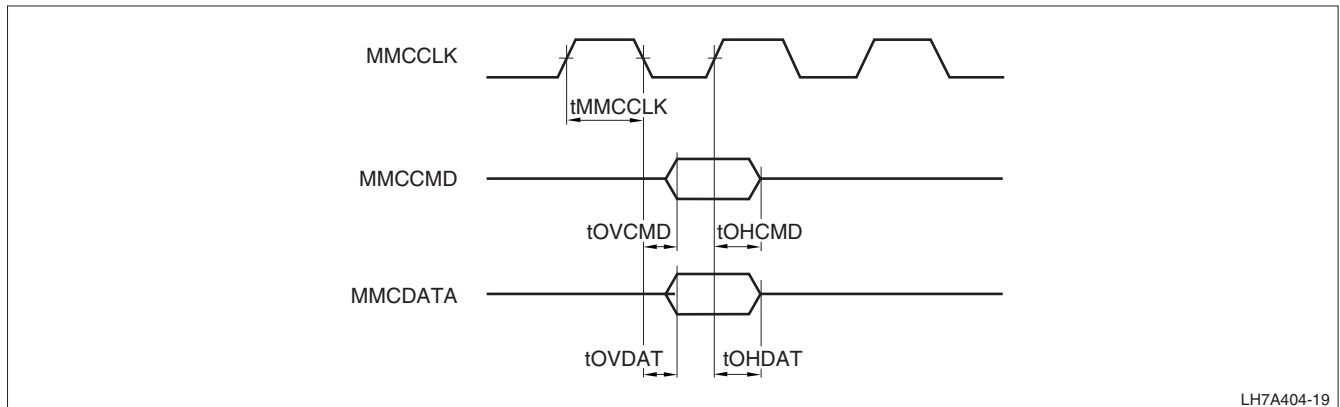 MMCCLK
tMMCCLK
MMCCMD
tOVCMD tOHCMD
MMCDATA
tOVDAT tOHDAT
LH7A404-19